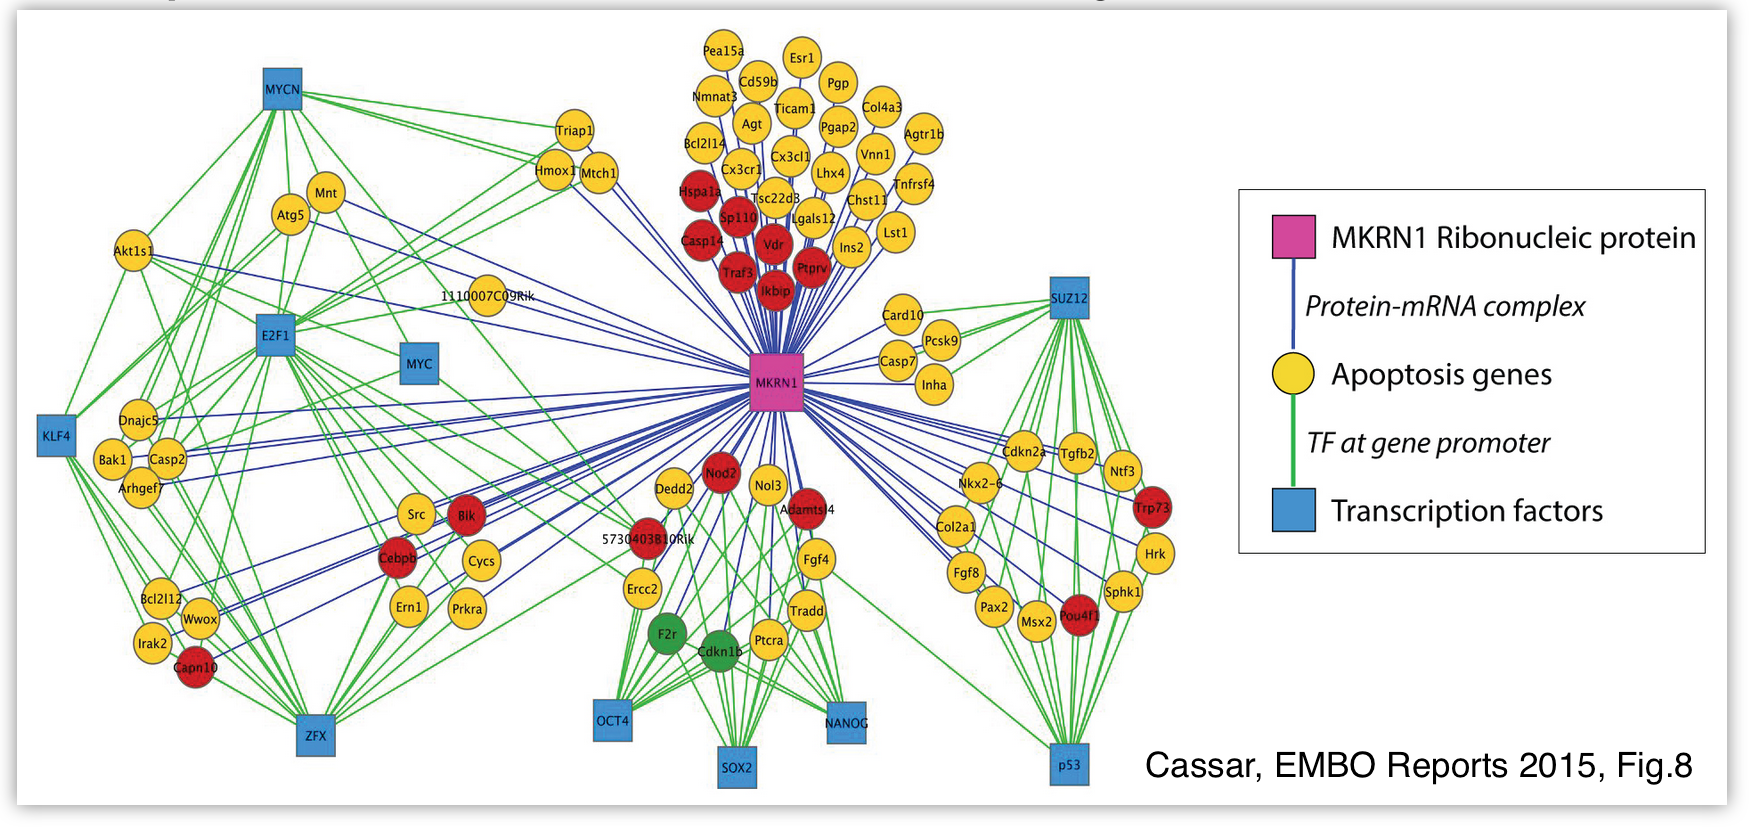 Pea15a
Esr1
Cd59b
Pgp
Nmnat3
Ticam1
Col4a3
MYCN
Agt
Pgap2
Agtr1b
Triap1
Bcl2l14
Cx3cl1
Vnn1
Hmox1
Mtch1
Cx3cr1
Lhx4
Tnfrsf4
Mnt
Hspa1a
Tsc22d3
Chst11
Atg5
Sp110
Lgals12
Lst1
Akt1s1
Casp14
Vdr
Ins2
Traf3
Ptprv
1110007C09Rik
Ikbip
SUZ12
Card10
E2F1
Pcsk9
MYC
Casp7
MKRN1
Inha
Dnajc5
KLF4
Bak1
Casp2
Arhgef7
Cdkn2a
Tgfb2
Ntf3
Nod2
Dedd2
Nol3
Nkx2-6
Src
Bik
Adamtsl4
Trp73
Col2a1
5730403B10Rik
Cebpb
Cycs
Fgf4
Hrk
Fgf8
Ercc2
Sphk1
Bcl2l12
Wwox
Ern1
Prkra
Tradd
Pax2
Msx2
Pou4f1
Irak2
F2r
Cdkn1b
Ptcra
Capn10
ZFX
OCT4
NANOG
SOX2
p53
MKRN1 Ribonucleic protein
Protein-mRNA complex
Apoptosis genes
TF at gene promoter
Transcription factors
Cassar, EMBO Reports 2015, Fig.8